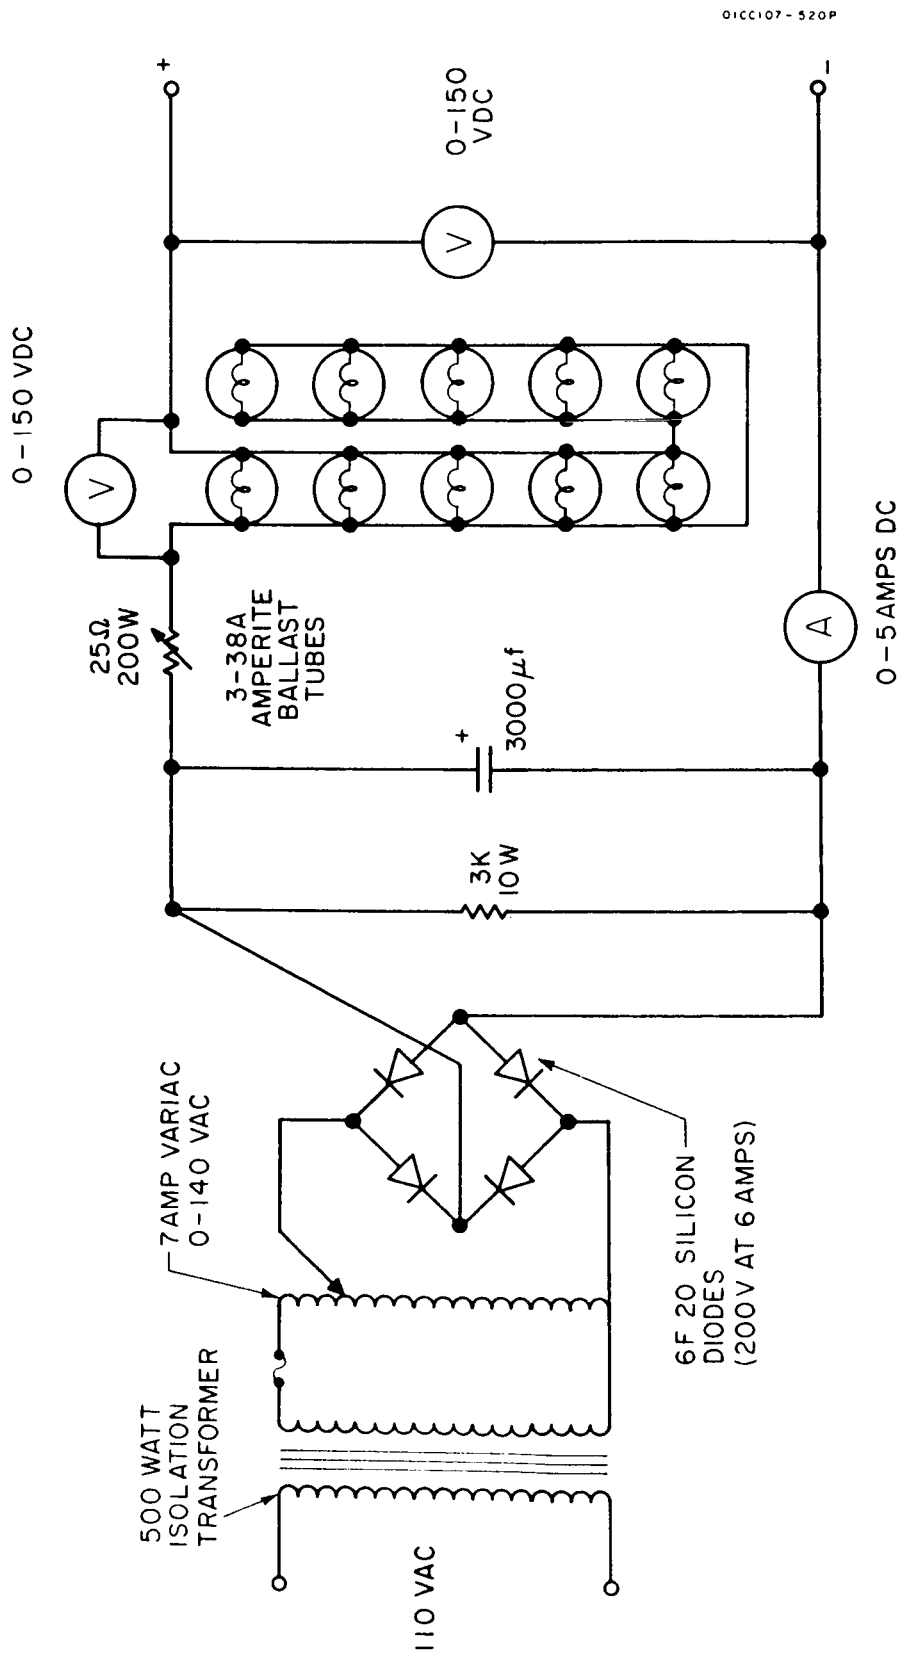 01CC107-520P
500 WATT
ISOLATION
TRANSFORMER
110 VAC
7 AMP VARIAC
0-140 VAC
6F 20 SILICON
DIODES
(200V AT 6 AMPS)
3K
10W
+
3000μf
25Ω
200W
3-38A
AMPERITE
BALLAST
TUBES
0-150 VDC
V
A
0-5 AMPS DC
V
0-150
VDC
+
-